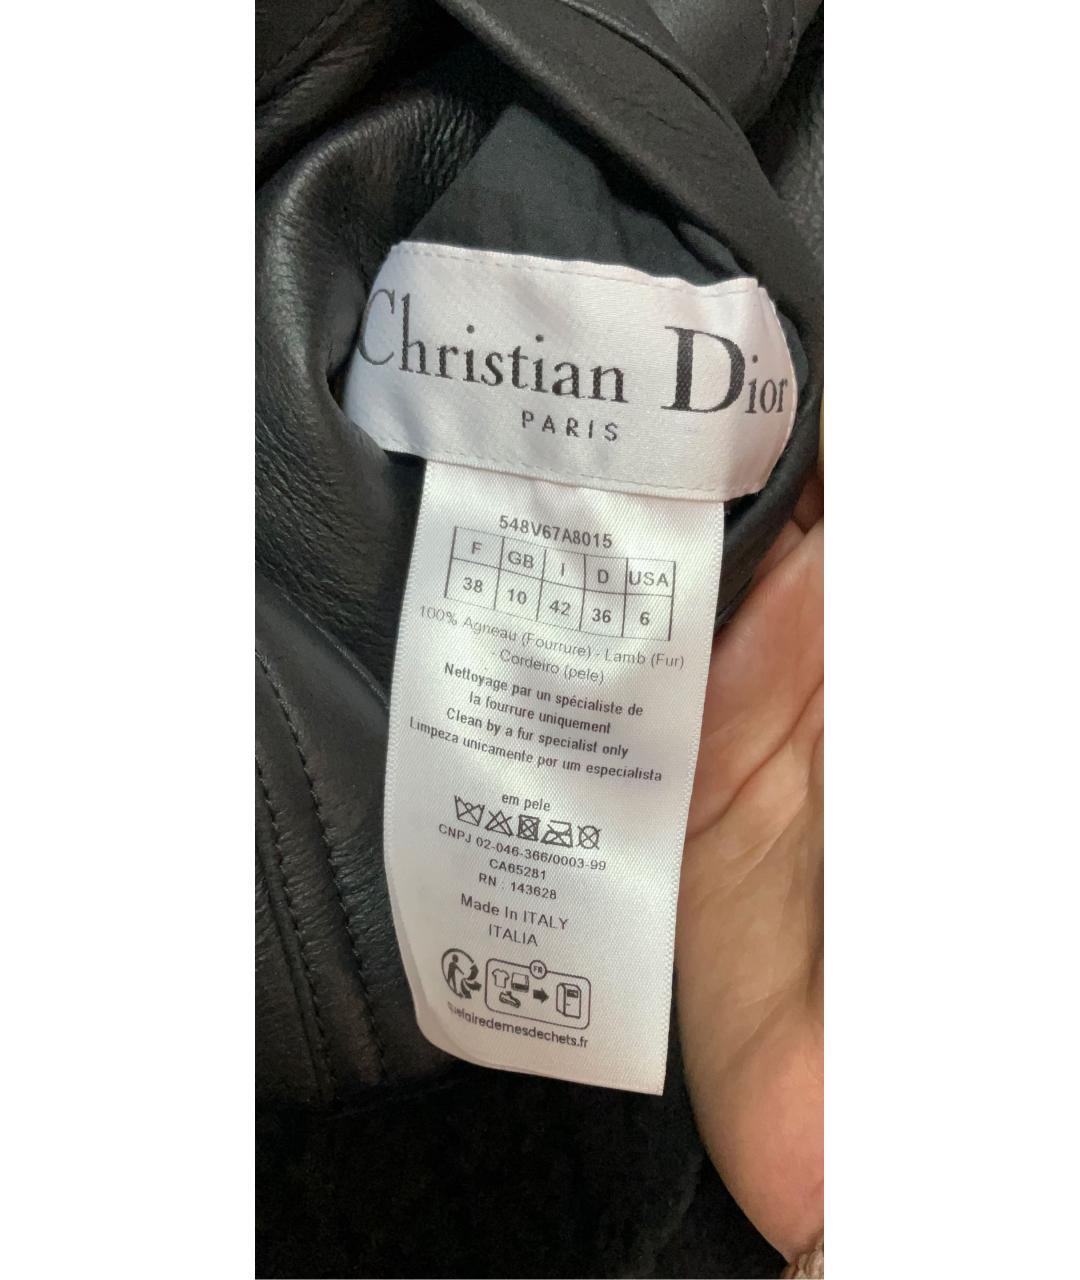 Christian Dior
PARIS
548V67A8015
F GB I D USA
38 10 42 36 6
100% Agneau (Fourrure) - Lamb (Fur)
- Cordeiro (pele)
Nettoyage par un spécialiste de
la fourrure uniquement
Clean by a fur specialist only
Limpeza unicamente por um especialista
em pele
CNPJ 02-046-366/0003-99
CA65281
RN : 143628
Made In ITALY
ITALIA
FR
quefairedemesdechets.fr